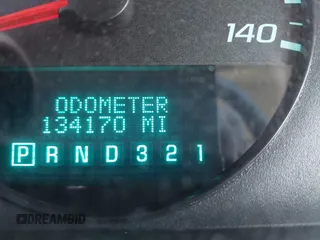 140
ODOMETER
134170 MI
P R N D 3 2 1
DREAMBID